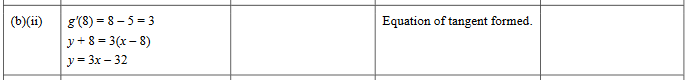 (b)(ii) g'(8) = 8 – 5 = 3 Equation of tangent formed.
y + 8 = 3(x – 8)
y = 3x – 32